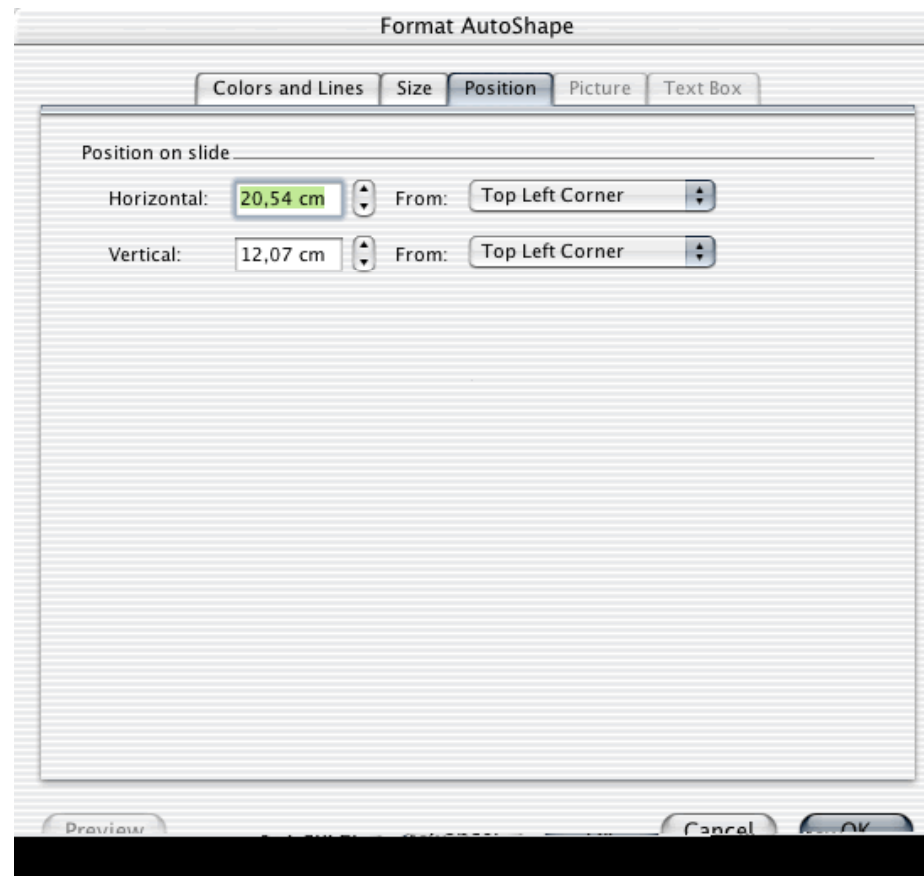 Format AutoShape
Colors and Lines Size Position Picture Text Box
Position on slide
Horizontal: 20,54 cm From: Top Left Corner
Vertical: 12,07 cm From: Top Left Corner
Preview Cancel OK